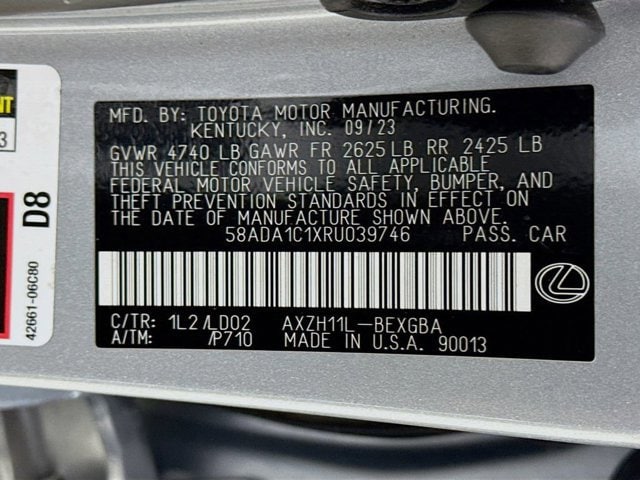 MFD. BY: TOYOTA MOTOR MANUFACTURING.
KENTUCKY, INC. 09/23
GVWR 4740 LB GAWR FR 2625 LB RR 2425 LB
THIS VEHICLE CONFORMS TO ALL APPLICABLE
FEDERAL MOTOR VEHICLE SAFETY, BUMPER, AND
THEFT PREVENTION STANDARDS IN EFFECT ON
THE DATE OF MANUFACTURE SHOWN ABOVE.
58ADA1C1XRU039746 PASS. CAR
C/TR: 1L2 /LD02 AXZH11L-BEXGBA
A/TM: /P710 MADE IN U.S.A. 90013
NT
3
D8
42661-06C80